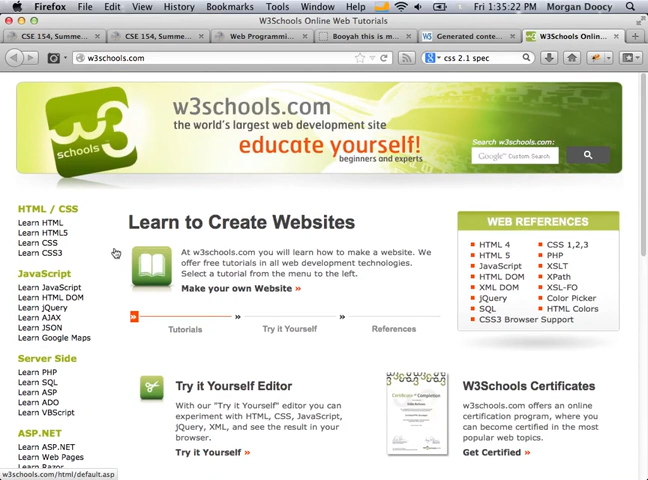 Firefox File Edit View History Bookmarks Tools Window Help Fri 1:35:22 PM Morgan Doocy
W3Schools Online Web Tutorials
CSE 154, Summe... CSE 154, Summe... Web Programmi... Booyah this is m... Generated conte... W3Schools Onlin...
w3schools.com css 2.1 spec
w3
schools
w3schools.com
the world's largest web development site
educate yourself!
beginners and experts
Search w3schools.com:
Google™ Custom Search
HTML / CSS
Learn HTML
Learn HTML5
Learn CSS
Learn CSS3
JavaScript
Learn JavaScript
Learn HTML DOM
Learn jQuery
Learn AJAX
Learn JSON
Learn Google Maps
Server Side
Learn PHP
Learn SQL
Learn ASP
Learn ADO
Learn VBScript
ASP.NET
Learn ASP.NET
Learn Web Pages
Learn Razor
w3schools.com/html/default.asp
Learn to Create Websites
At w3schools.com you will learn how to make a website. We
offer free tutorials in all web development technologies.
Select a tutorial from the menu to the left.
Make your own Website »
» » »
Tutorials Try it Yourself References
Try it Yourself Editor
With our "Try it Yourself" editor you can
experiment with HTML, CSS, JavaScript,
jQuery, XML, and see the result in your
browser.
Try it Yourself »
WEB REFERENCES
HTML 4 CSS 1,2,3
HTML 5 PHP
JavaScript XSLT
HTML DOM XPath
XML DOM XSL-FO
jQuery Color Picker
SQL HTML Colors
CSS3 Browser Support
W3Schools Certificates
w3schools.com offers an online
certification program, where you
can become certified in the most
popular web topics.
Get Certified »